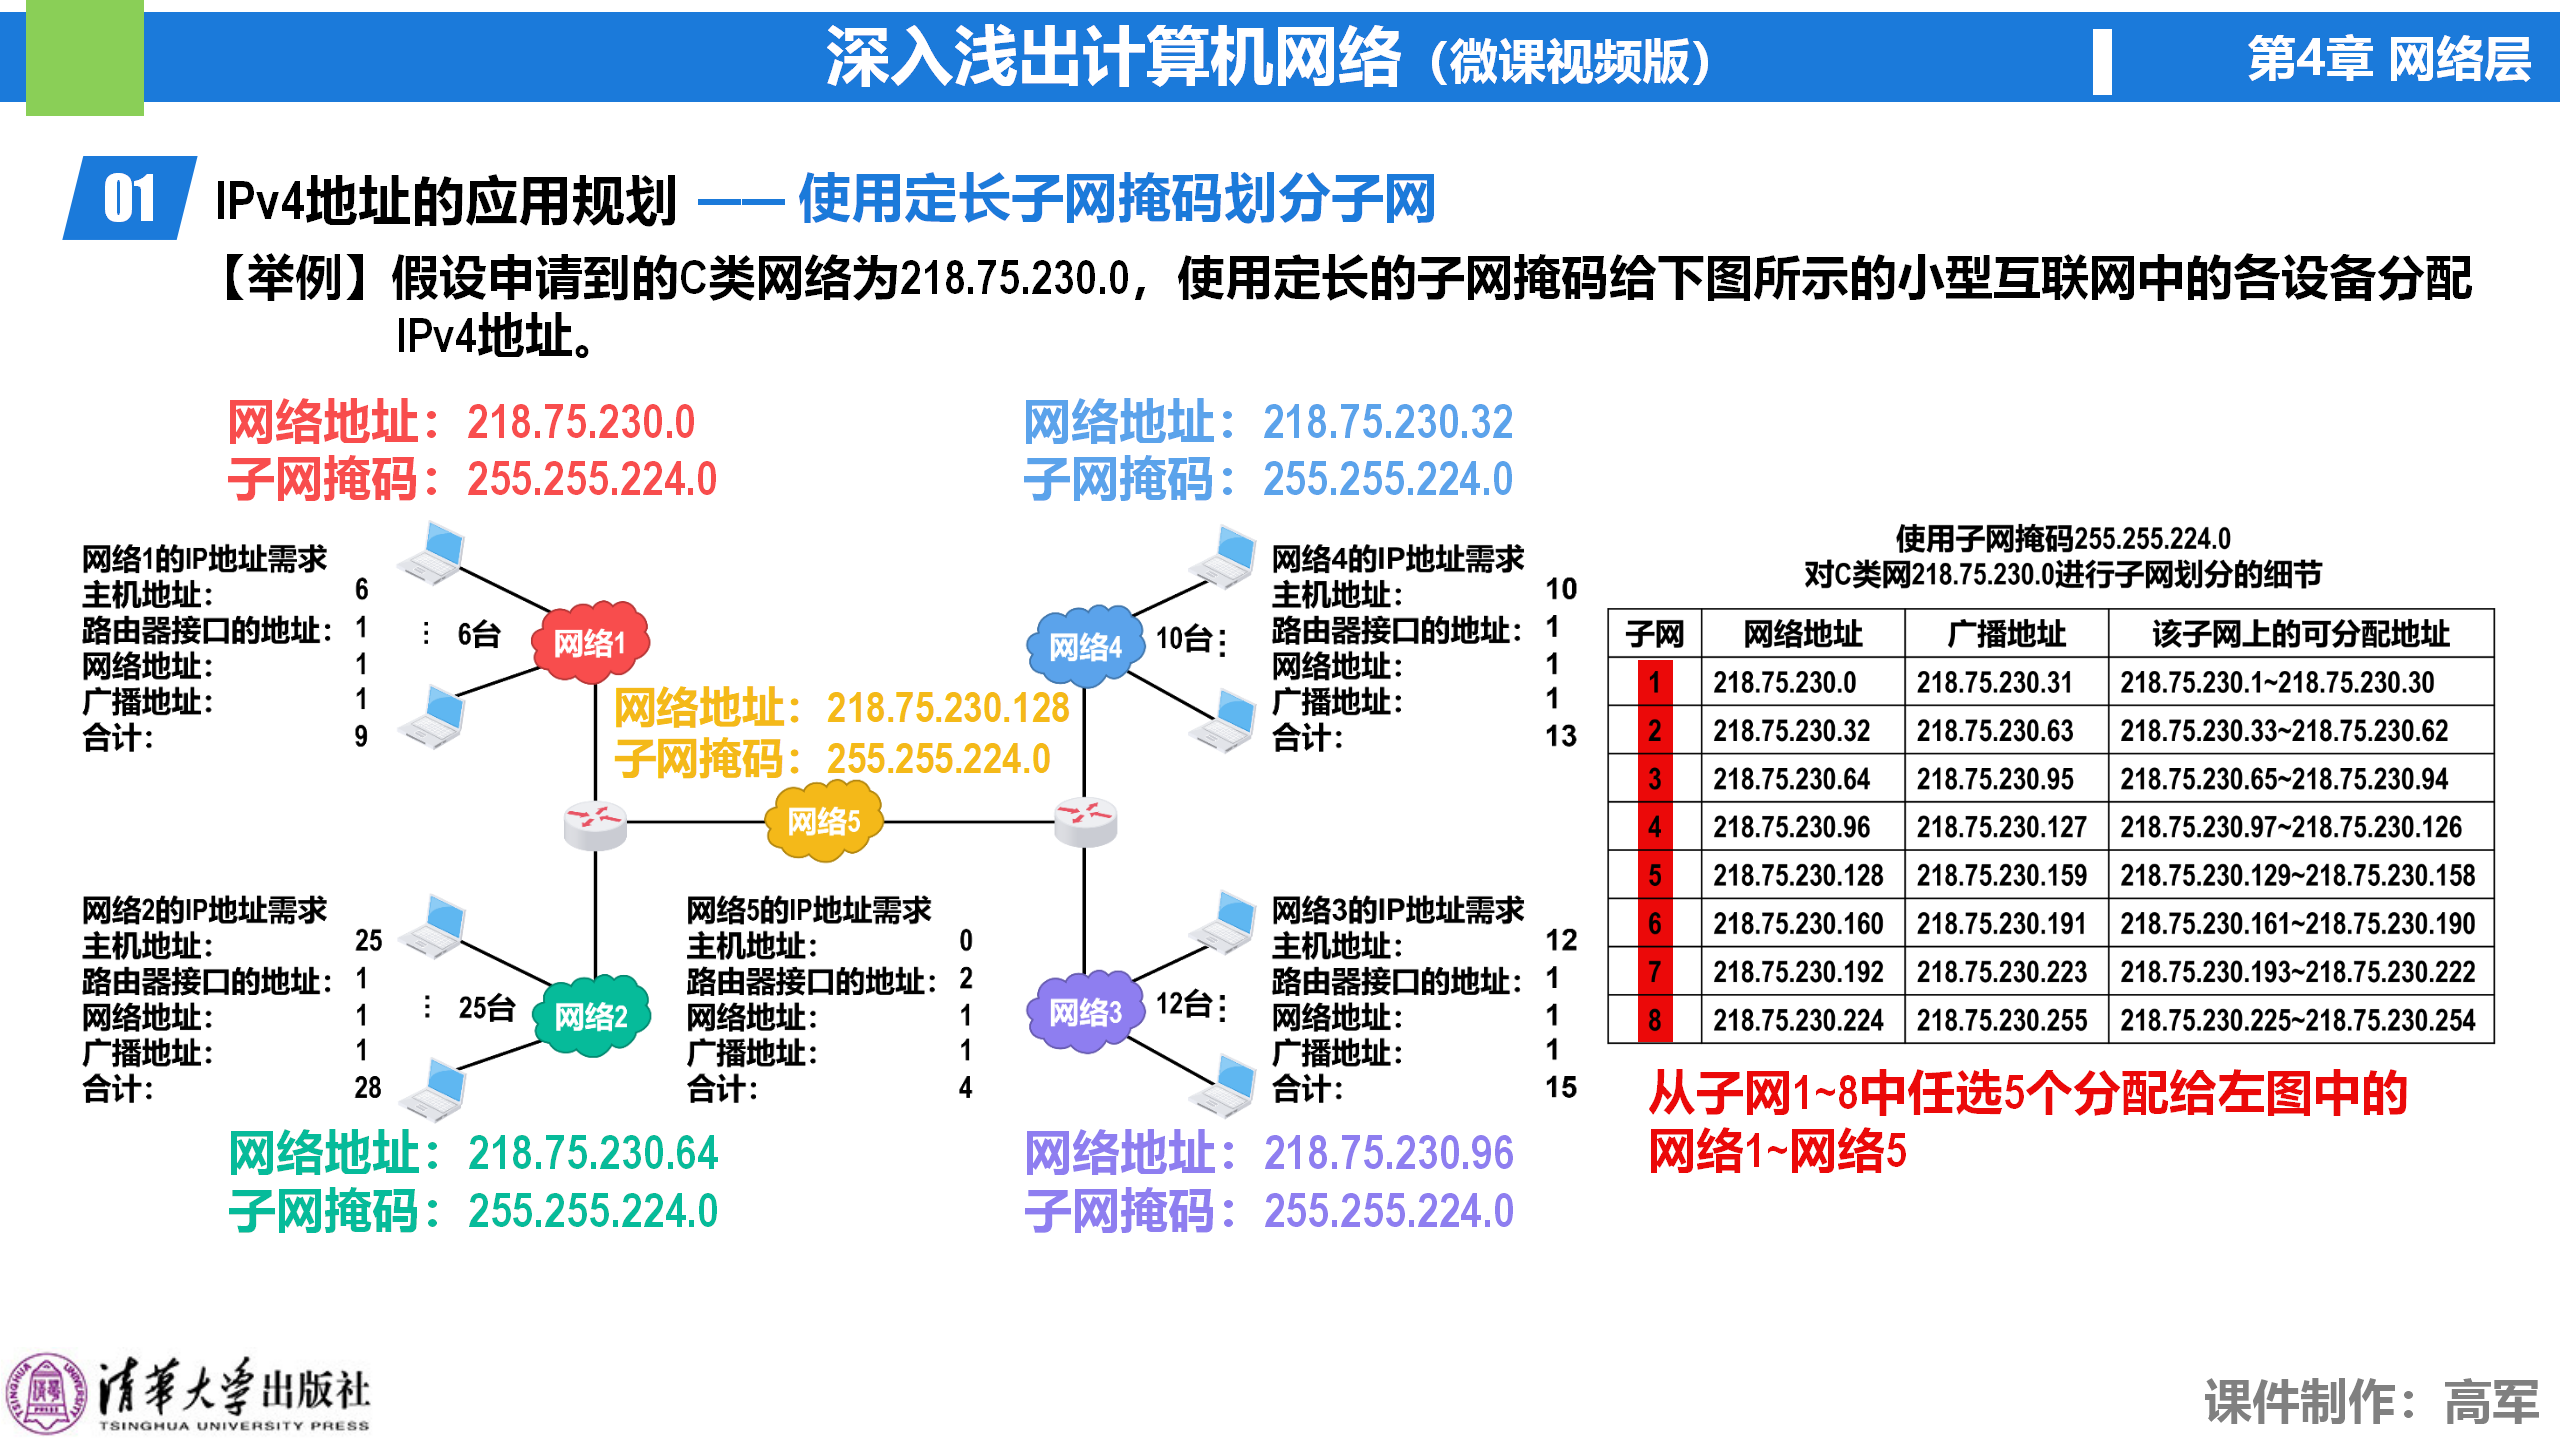 深入浅出计算机网络（微课视频版）
第4章 网络层
01
IPv4地址的应用规划 —— 使用定长子网掩码划分子网
【举例】假设申请到的C类网络为218.75.230.0，使用定长的子网掩码给下图所示的小型互联网中的各设备分配
IPv4地址。
网络地址：218.75.230.0
子网掩码：255.255.224.0
网络地址：218.75.230.32
子网掩码：255.255.224.0
网络1的IP地址需求
主机地址： 6
路由器接口的地址： 1
网络地址： 1
广播地址： 1
合计： 9
⋮ 6台
网络1
网络4
10台⋮
网络4的IP地址需求
主机地址： 10
路由器接口的地址： 1
网络地址： 1
广播地址： 1
合计： 13
网络地址：218.75.230.128
子网掩码：255.255.224.0
网络5
网络2的IP地址需求
主机地址： 25
路由器接口的地址： 1
网络地址： 1
广播地址： 1
合计： 28
⋮ 25台
网络2
网络5的IP地址需求
主机地址： 0
路由器接口的地址： 2
网络地址： 1
广播地址： 1
合计： 4
网络3
12台⋮
网络3的IP地址需求
主机地址： 12
路由器接口的地址： 1
网络地址： 1
广播地址： 1
合计： 15
网络地址：218.75.230.64
子网掩码：255.255.224.0
网络地址：218.75.230.96
子网掩码：255.255.224.0
使用子网掩码255.255.224.0
对C类网218.75.230.0进行子网划分的细节
子网 网络地址 广播地址 该子网上的可分配地址
1 218.75.230.0 218.75.230.31 218.75.230.1~218.75.230.30
2 218.75.230.32 218.75.230.63 218.75.230.33~218.75.230.62
3 218.75.230.64 218.75.230.95 218.75.230.65~218.75.230.94
4 218.75.230.96 218.75.230.127 218.75.230.97~218.75.230.126
5 218.75.230.128 218.75.230.159 218.75.230.129~218.75.230.158
6 218.75.230.160 218.75.230.191 218.75.230.161~218.75.230.190
7 218.75.230.192 218.75.230.223 218.75.230.193~218.75.230.222
8 218.75.230.224 218.75.230.255 218.75.230.225~218.75.230.254
从子网1~8中任选5个分配给左图中的
网络1~网络5
清华大学出版社
TSINGHUA UNIVERSITY PRESS
课件制作：高军